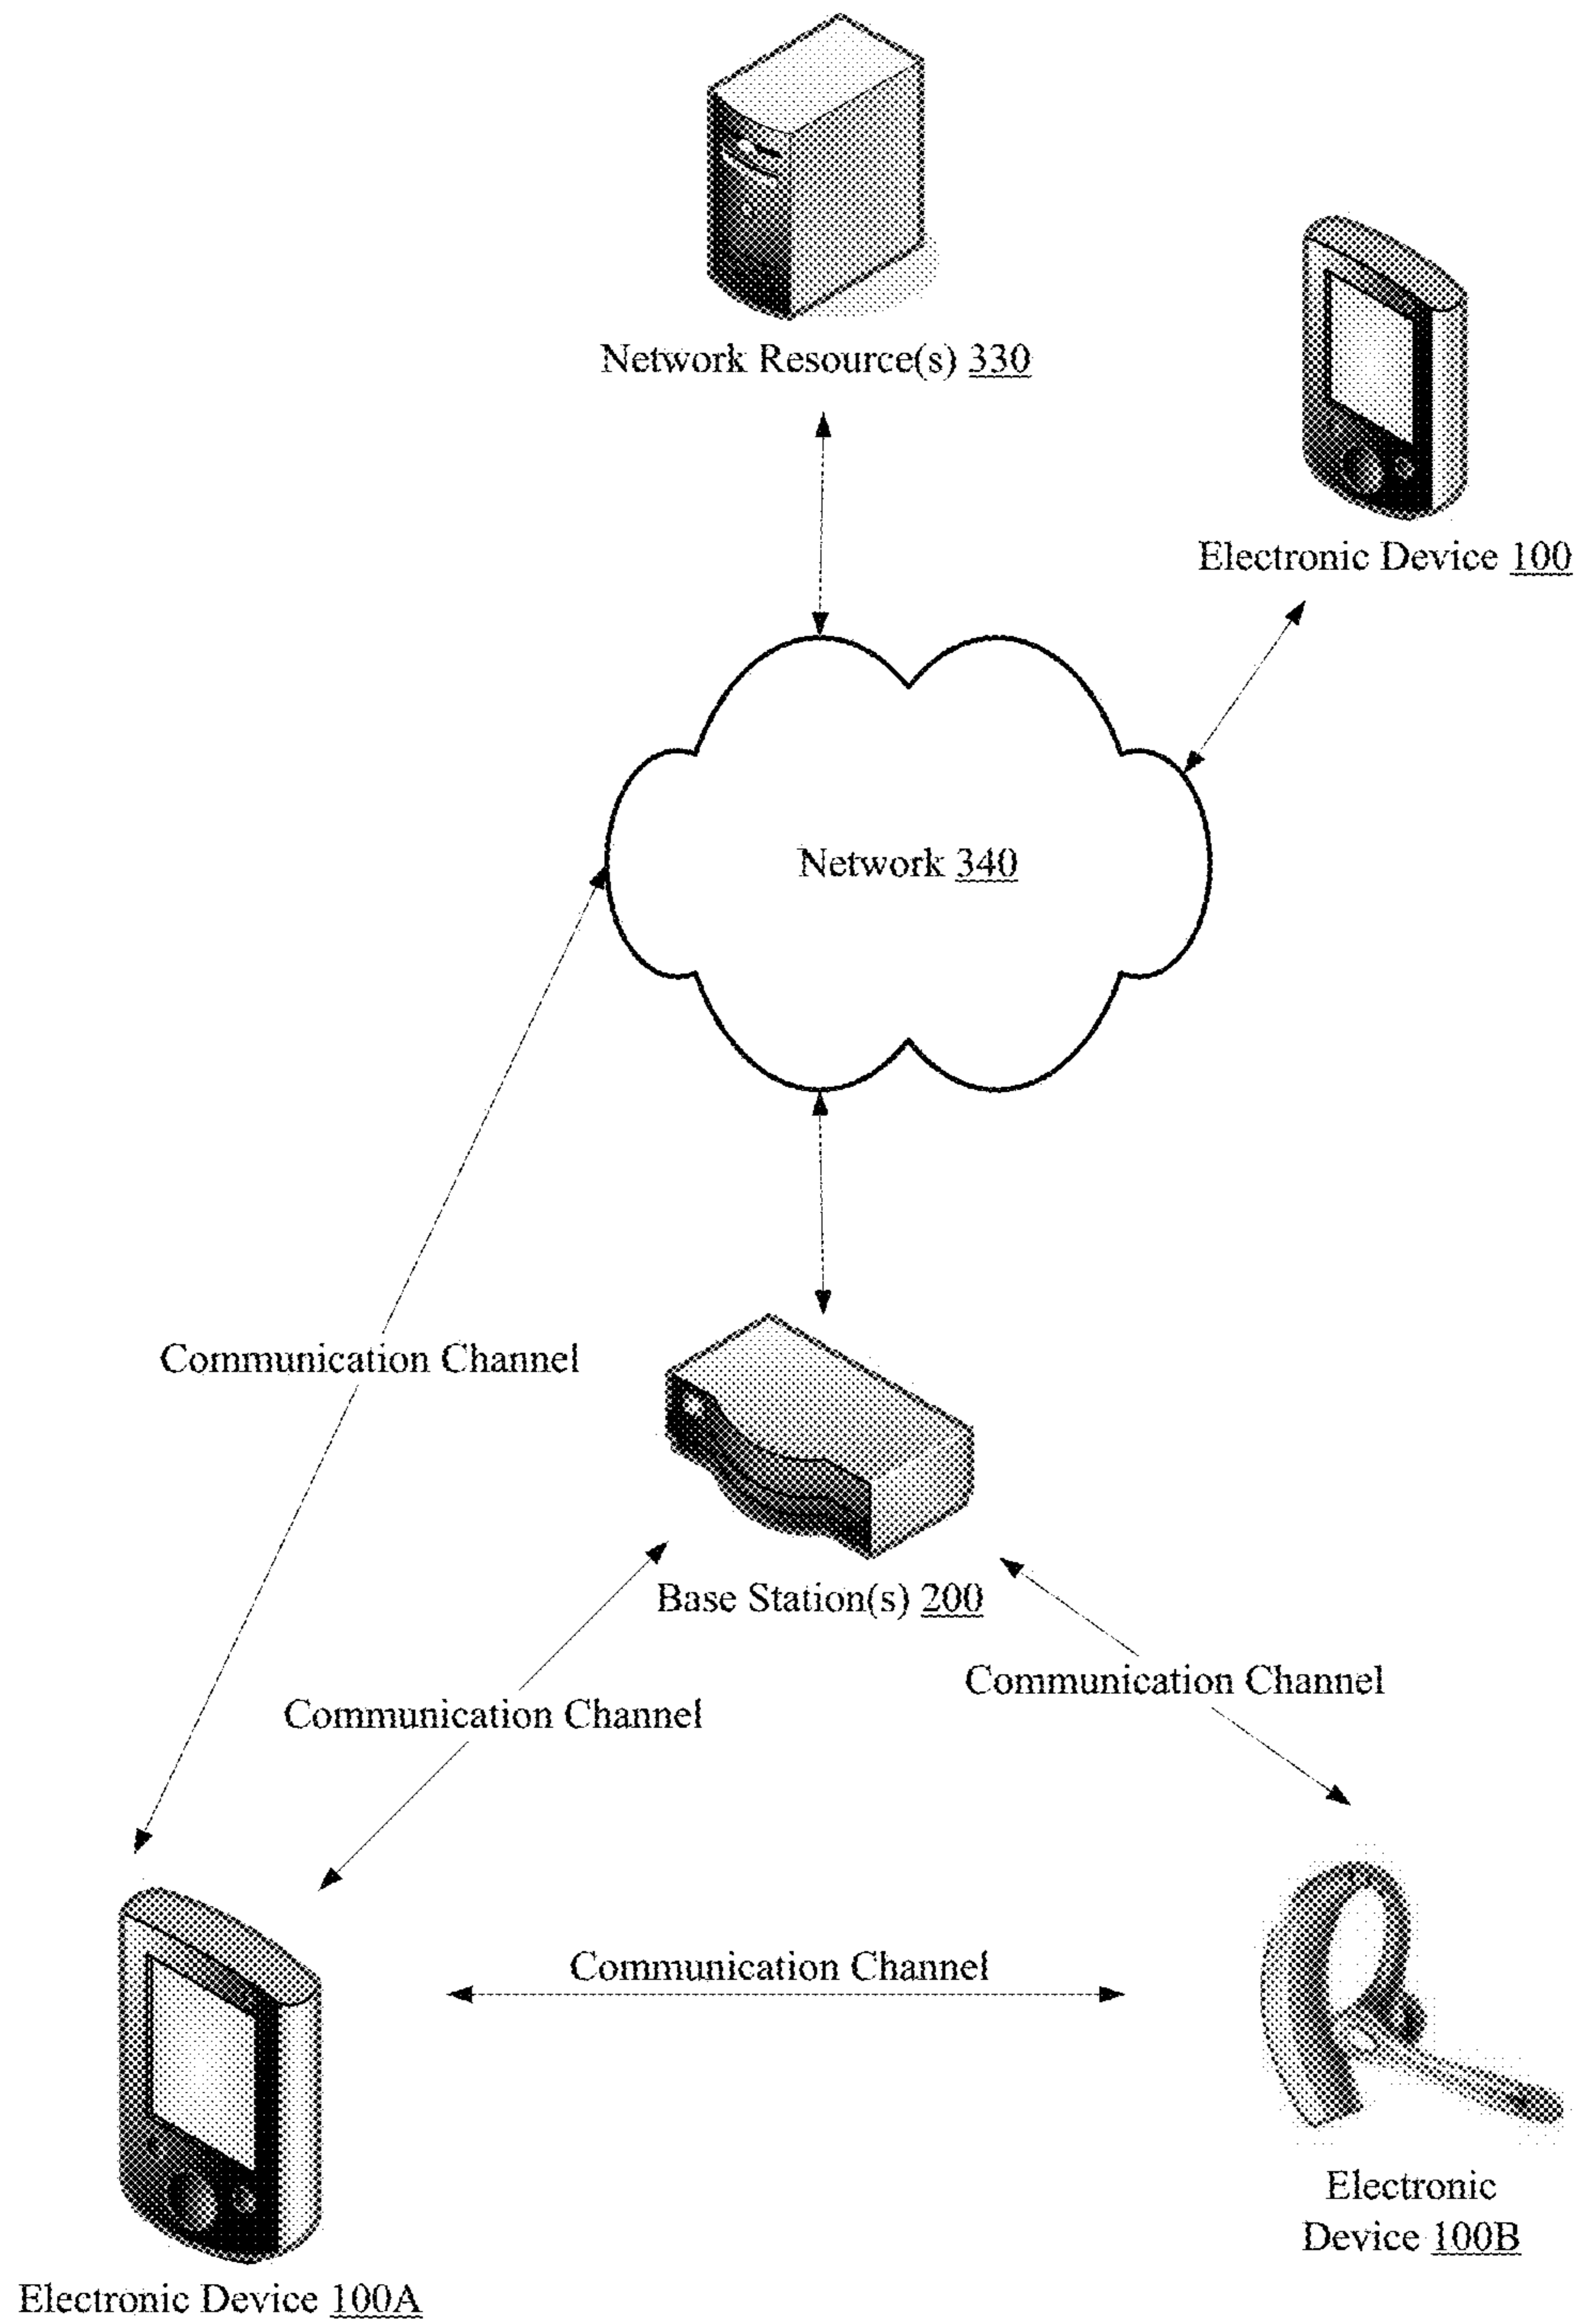 Network Resource(s) 330
Electronic Device 100
Network 340
Communication Channel
Base Station(s) 200
Communication Channel
Communication Channel
Communication Channel
Electronic
Device 100B
Electronic Device 100A